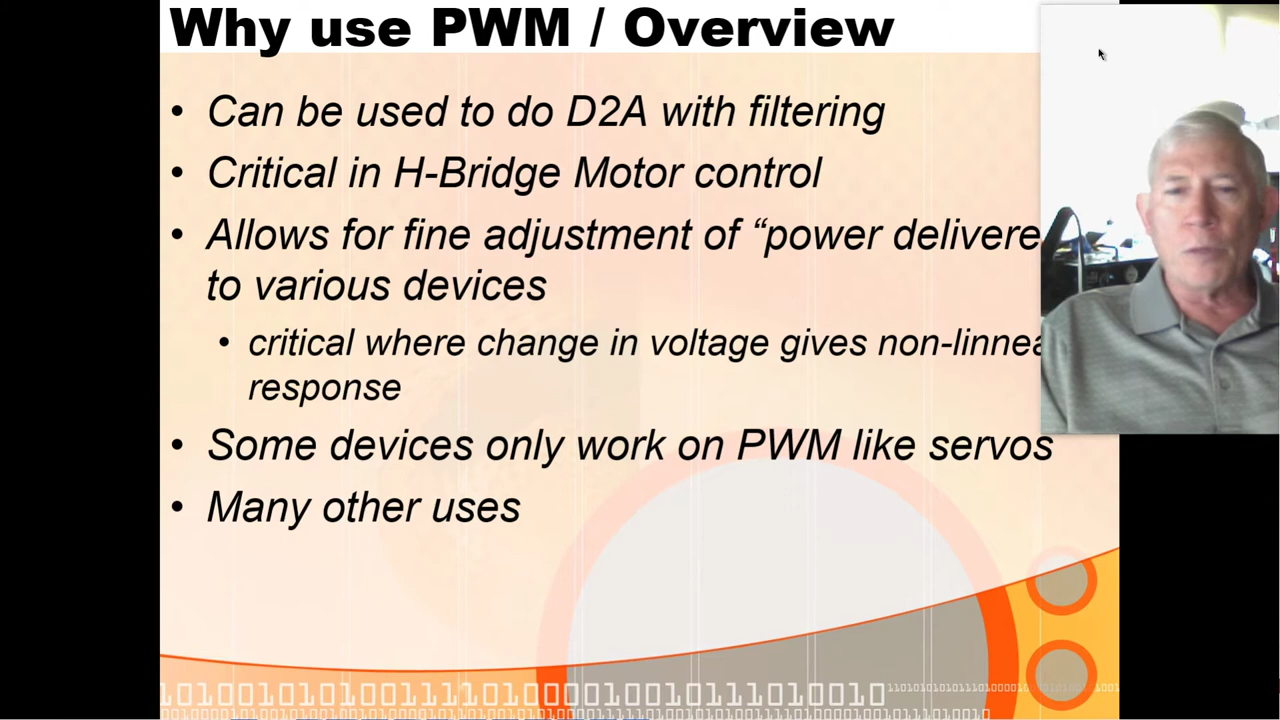 Why use PWM / Overview
• Can be used to do D2A with filtering
• Critical in H-Bridge Motor control
• Allows for fine adjustment of “power delivere
to various devices
• critical where change in voltage gives non-linnea
response
• Some devices only work on PWM like servos
• Many other uses